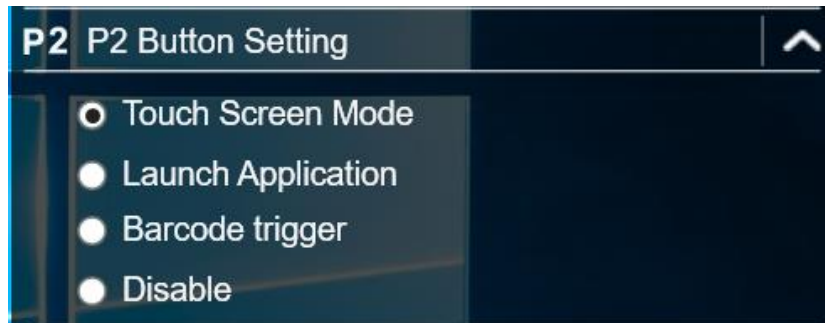 P2 P2 Button Setting
Touch Screen Mode
Launch Application
Barcode trigger
Disable